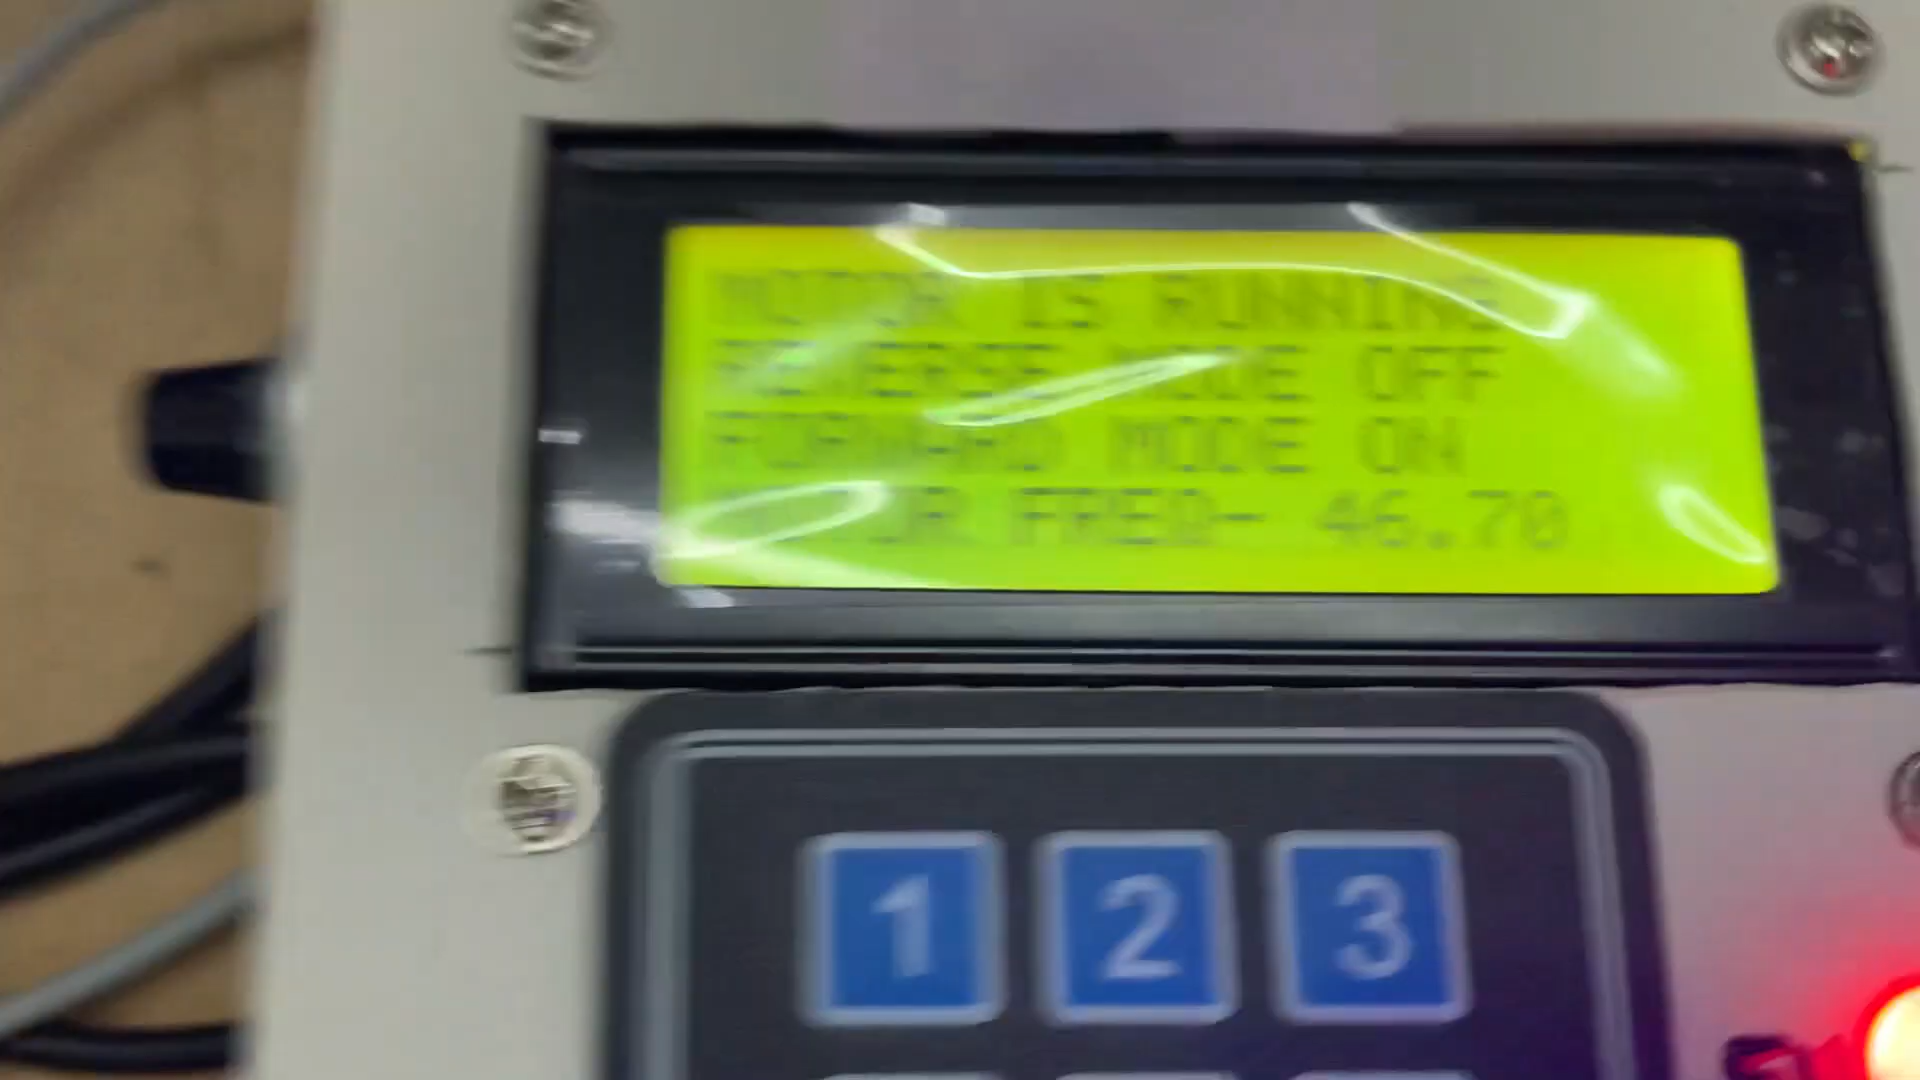 MOTOR IS RUNNING
REVERSE MODE OFF
FORWARD MODE ON
MOTOR FREQ- 46.70
1 2 3